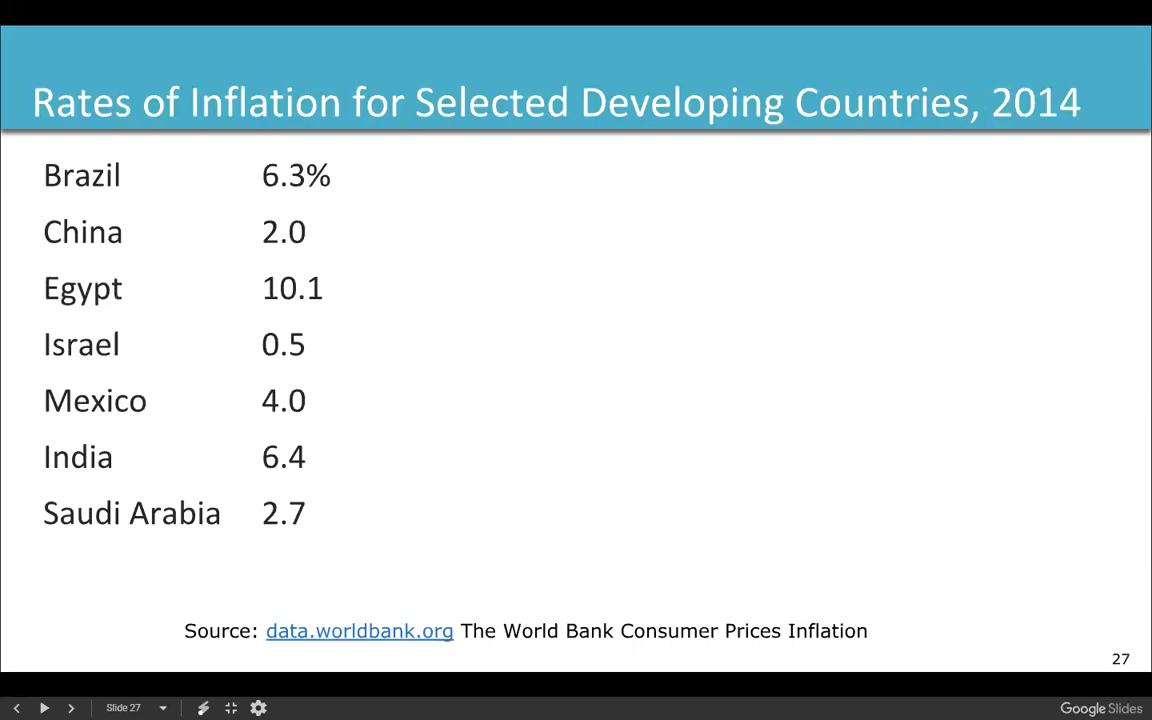 Rates of Inflation for Selected Developing Countries, 2014
Brazil 6.3%
China 2.0
Egypt 10.1
Israel 0.5
Mexico 4.0
India 6.4
Saudi Arabia 2.7
Source: data.worldbank.org The World Bank Consumer Prices Inflation
27
Slide 27
Google Slides